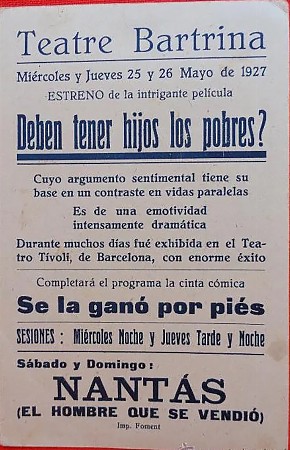 Teatre Bartrina
Miércoles y Jueves 25 y 26 Mayo de 1927
ESTRENO de la intrigante película
Deben tener hijos los pobres?
Cuyo argumento sentimental tiene su
base en un contraste en vidas paralelas
Es de una emotividad
intensamente dramática
Durante muchos días fué exhibida en el Tea-
tro Tívoli, de Barcelona, con enorme éxito
Completará el programa la cinta cómica
Se la ganó por piés
SESIONES : Miércoles Noche y Jueves Tarde y Noche
Sábado y Domingo :
NANTÁS
(EL HOMBRE QUE SE VENDIÓ)
Imp. Foment